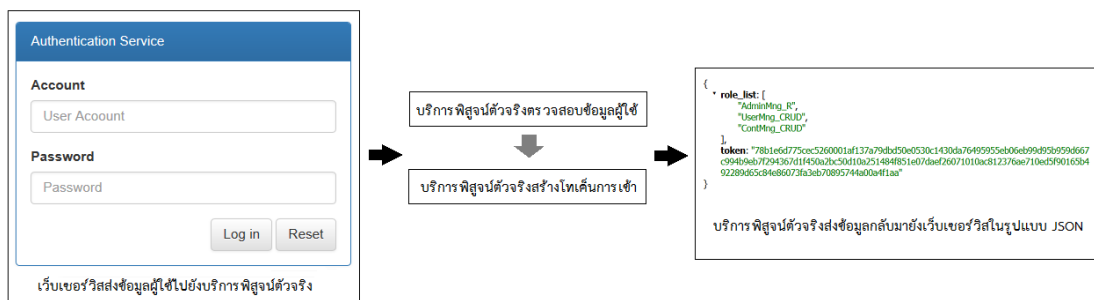 Authentication Service
Account
User Acoount
Password
Password
Log in
Reset
เว็บเซอร์วิสส่งข้อมูลผู้ใช้ไปยังบริการพิสูจน์ตัวจริง
บริการพิสูจน์ตัวจริงตรวจสอบข้อมูลผู้ใช้
บริการพิสูจน์ตัวจริงสร้างโทเค็นการเข้า
{
role_list: [
"AdminMng_R",
"UserMng_CRUD",
"ContMng_CRUD"
],
token: "78b1e6d775cec5260001af137a79dbd50e0530c1430da76495955eb06eb99d95b959d667
c994b9eb7f294367d1f450a2bc50d10a251484f851e07daef26071010ac812376ae710ed5f90165b4
92289d65c84e86073fa3eb70895744a00a4f1aa"
}
บริการพิสูจน์ตัวจริงส่งข้อมูลกลับมายังเว็บเซอร์วิสในรูปแบบ JSON